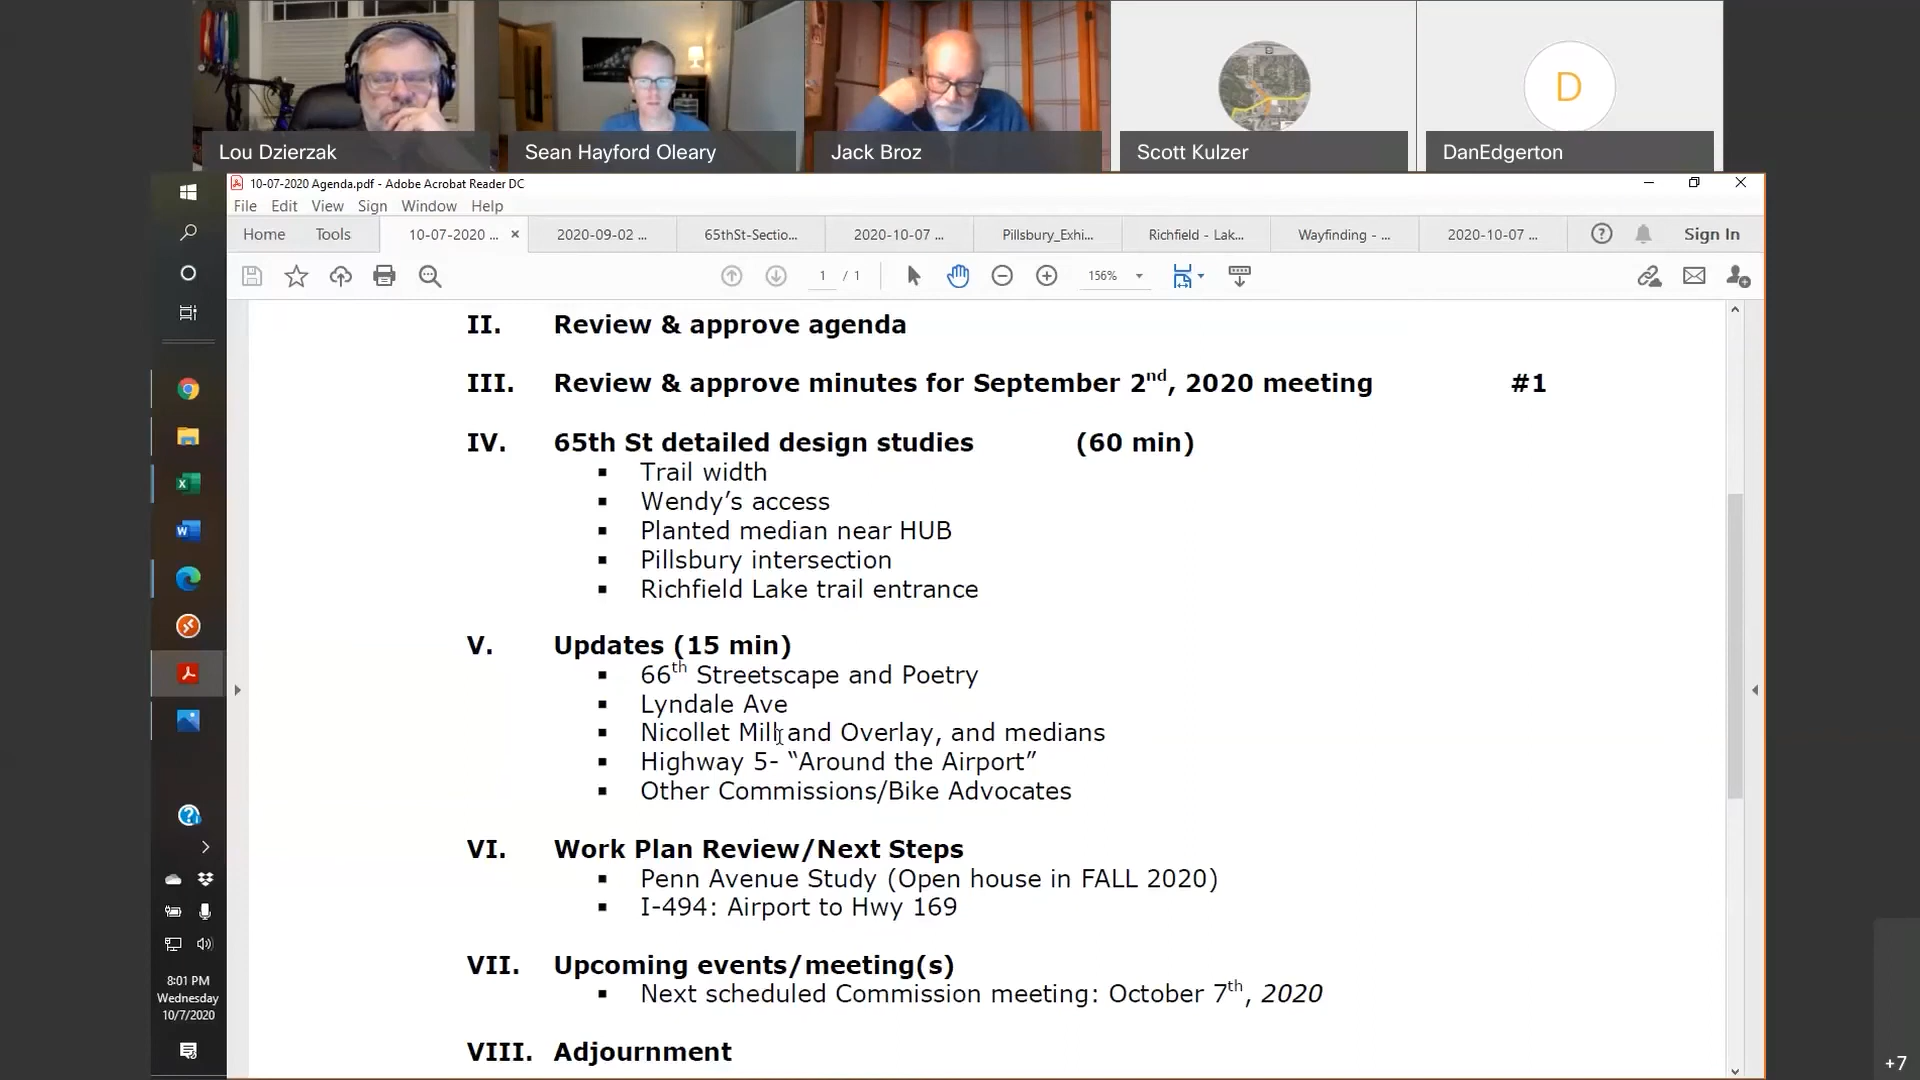 Lou Dzierzak
Sean Hayford Oleary
Jack Broz
Scott Kulzer
D
DanEdgerton
10-07-2020 Agenda.pdf - Adobe Acrobat Reader DC
File Edit View Sign Window Help
Home Tools 10-07-2020 ... × 2020-09-02 ... 65thSt-Sectio... 2020-10-07 ... Pillsbury_Exhi... Richfield - Lak... Wayfinding - ... 2020-10-07 ... Sign In
1 / 1 156%
II. Review & approve agenda
III. Review & approve minutes for September 2nd, 2020 meeting #1
IV. 65th St detailed design studies (60 min)
▪ Trail width
▪ Wendy’s access
▪ Planted median near HUB
▪ Pillsbury intersection
▪ Richfield Lake trail entrance
V. Updates (15 min)
▪ 66th Streetscape and Poetry
▪ Lyndale Ave
▪ Nicollet Mill and Overlay, and medians
▪ Highway 5- “Around the Airport”
▪ Other Commissions/Bike Advocates
VI. Work Plan Review/Next Steps
▪ Penn Avenue Study (Open house in FALL 2020)
▪ I-494: Airport to Hwy 169
VII. Upcoming events/meeting(s)
▪ Next scheduled Commission meeting: October 7th, 2020
VIII. Adjournment
8:01 PM
Wednesday
10/7/2020
+7